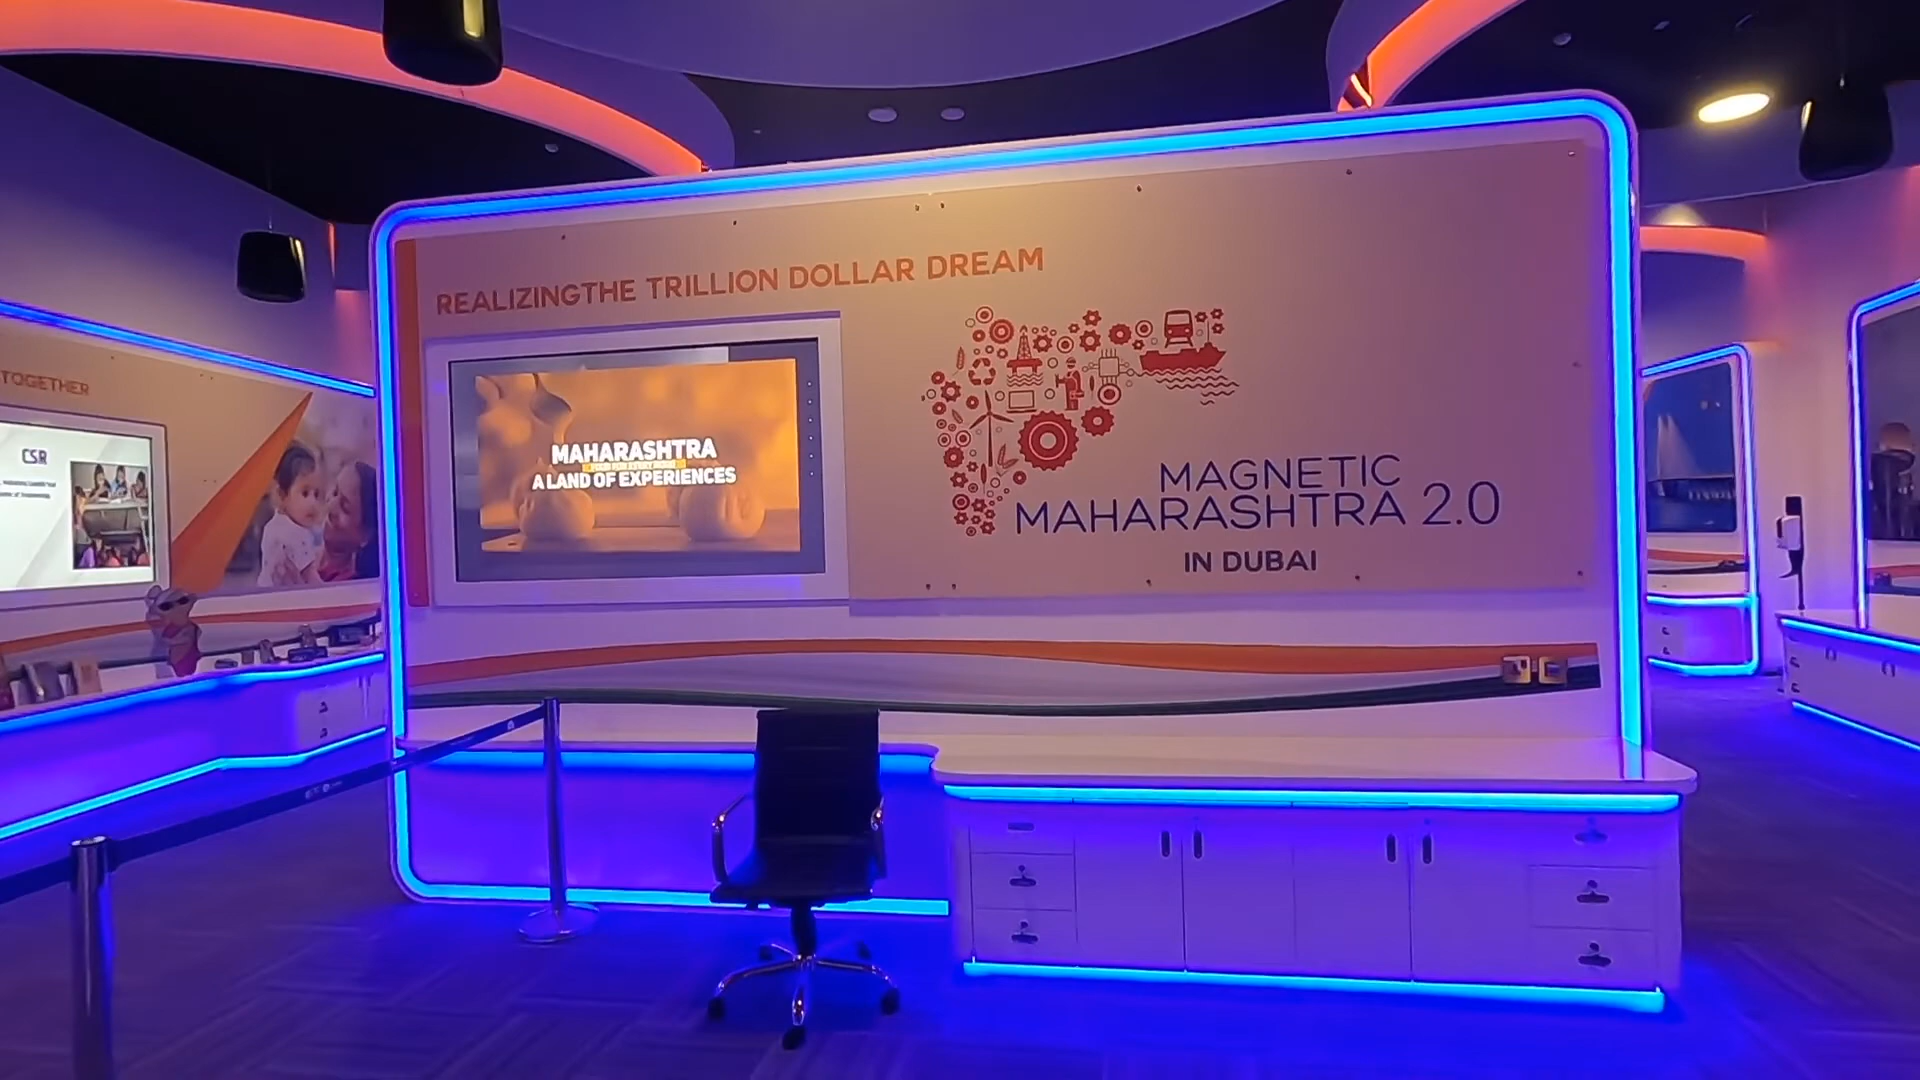 REALIZINGTHE TRILLION DOLLAR DREAM
TOGETHER
CSR
MAHARASHTRA
A LAND OF EXPERIENCES
MAGNETIC
MAHARASHTRA 2.0
IN DUBAI